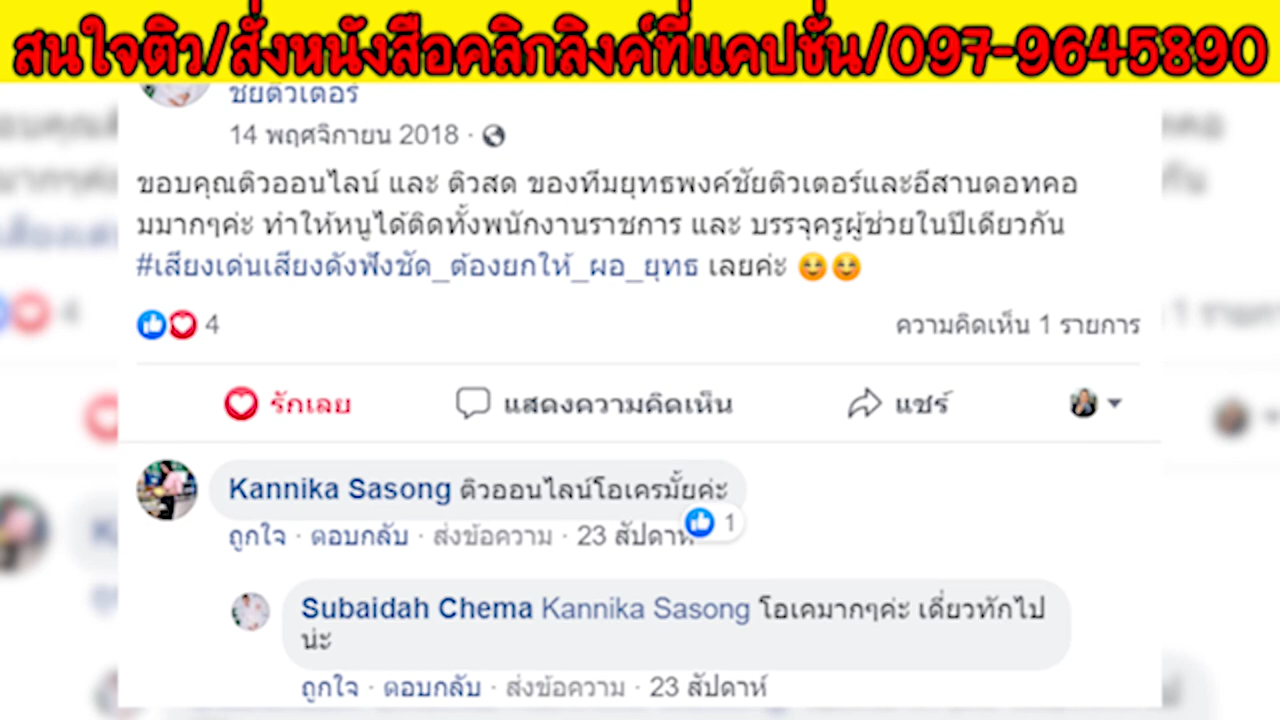 สนใจติว/สั่งหนังสือคลิกลิงค์ที่แคปชั่น/097-9645890
ชัยติวเตอร์
14 พฤศจิกายน 2018 ·
ขอบคุณติวออนไลน์ และ ติวสด ของทีมยุทธพงค์ชัยติวเตอร์และอีสานดอทคอ
มมากๆค่ะ ทำให้หนูได้ติดทั้งพนักงานราชการ และ บรรจุครูผู้ช่วยในปีเดียวกัน
#เสียงเด่นเสียงดังฟังชัด_ต้องยกให้_ผอ_ยุทธ เลยค่ะ 😊😊
4 ความคิดเห็น 1 รายการ
รักเลย แสดงความคิดเห็น แชร์
Kannika Sasong ติวออนไลน์โอเครมั้ยค่ะ
ถูกใจ · ตอบกลับ · ส่งข้อความ · 23 สัปดาห์ 1
Subaidah Chema Kannika Sasong โอเคมากๆค่ะ เดี่ยวทักไป
น่ะ
ถูกใจ · ตอบกลับ · ส่งข้อความ · 23 สัปดาห์